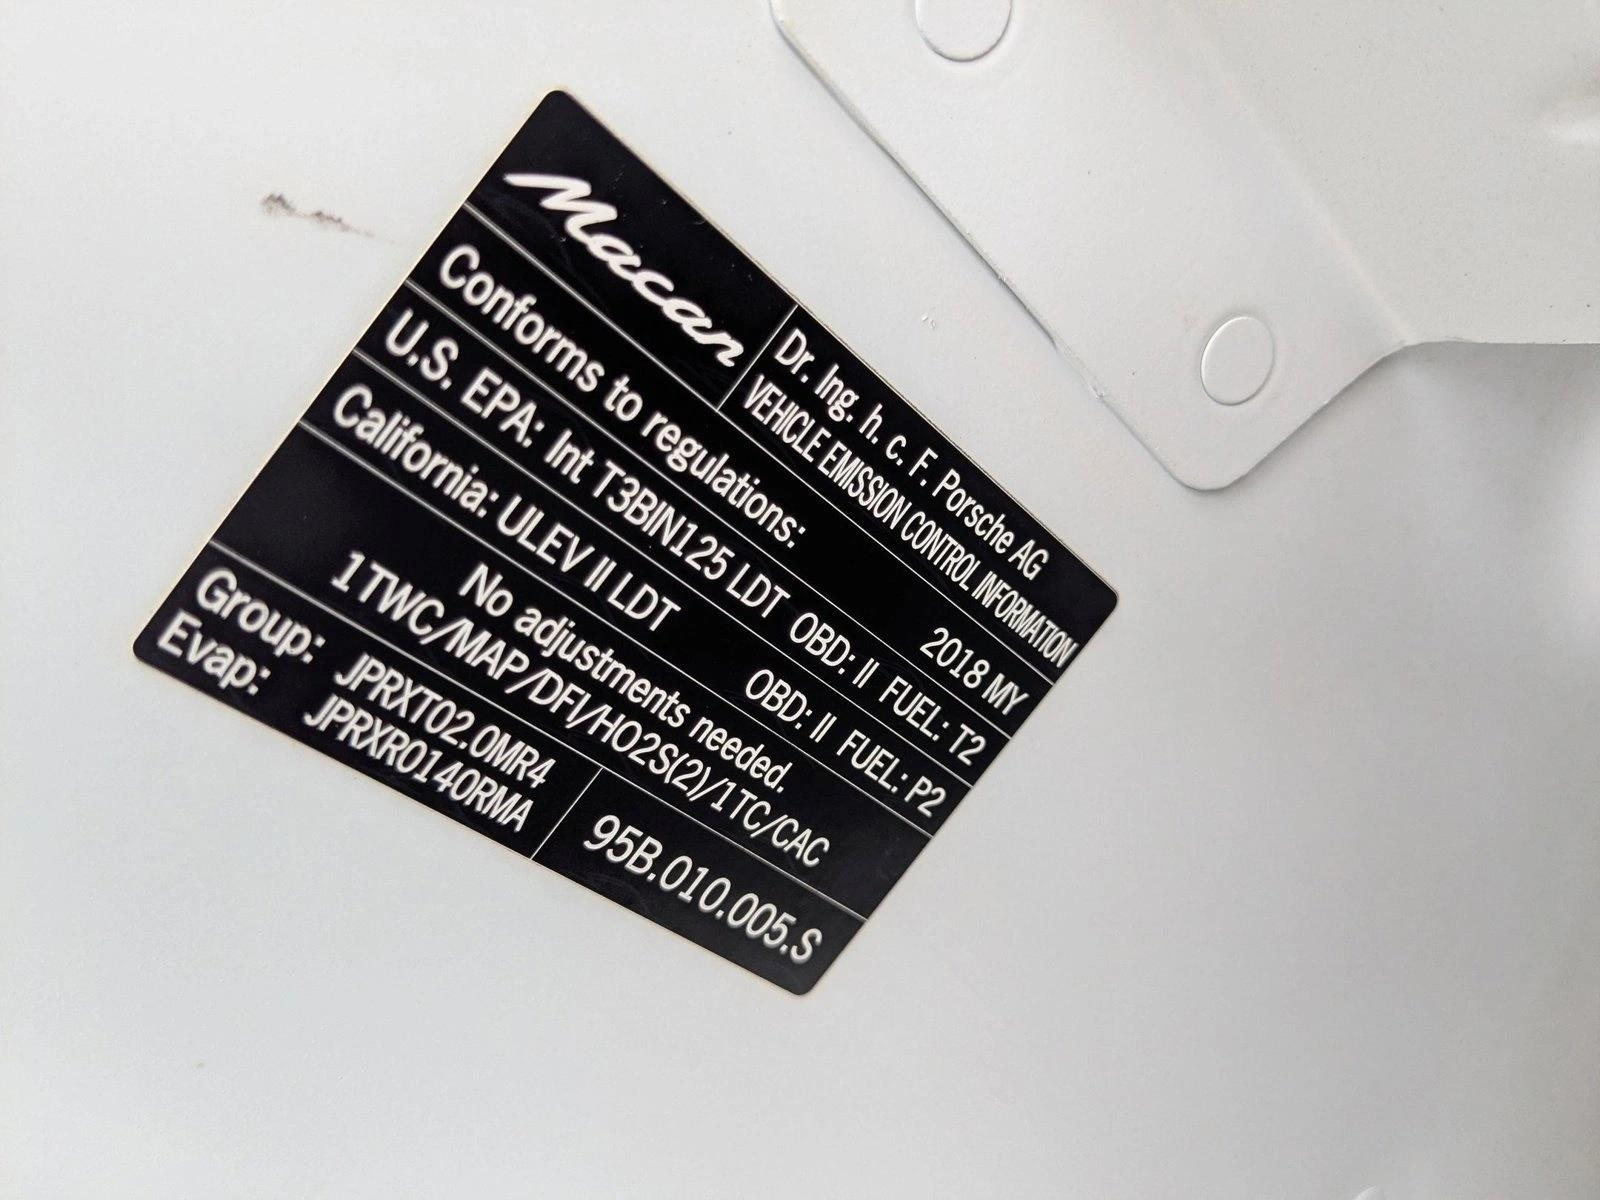 Macan
Dr. Ing. h. c. F. Porsche AG
VEHICLE EMISSION CONTROL INFORMATION
Conforms to regulations: 2018 MY
U.S. EPA: Int T3BIN125 LDT OBD: II FUEL: T2
California: ULEV II LDT OBD: II FUEL: P2
No adjustments needed.
1TWC/MAP/DFI/HO2S(2)/1TC/CAC
Group: JPRXT02.0MR4
Evap: JPRXR0140RMA
95B.010.005.S